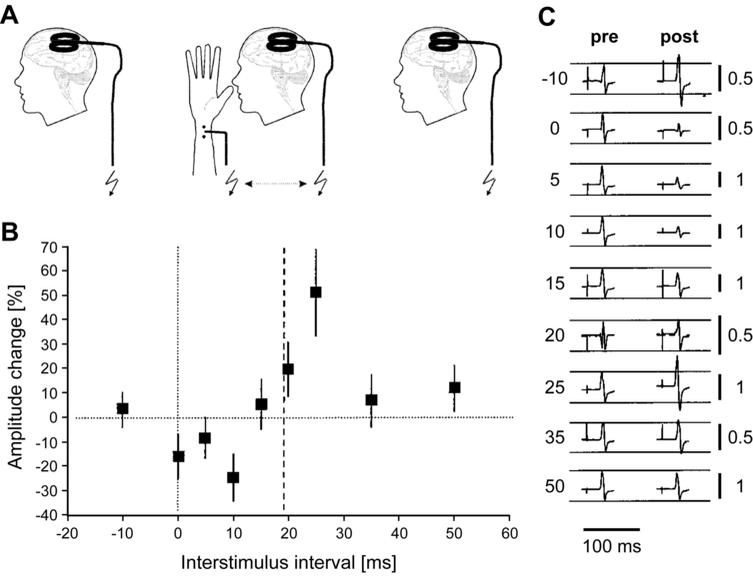 A
B
Amplitude change [%]
70
60
50
40
30
20
10
0
-10
-20
-30
-40
-20 -10 0 10 20 30 40 50 60
Interstimulus interval [ms]
C
pre post
-10 0.5
0 0.5
5 1
10 1
15 1
20 0.5
25 1
35 0.5
50 1
100 ms